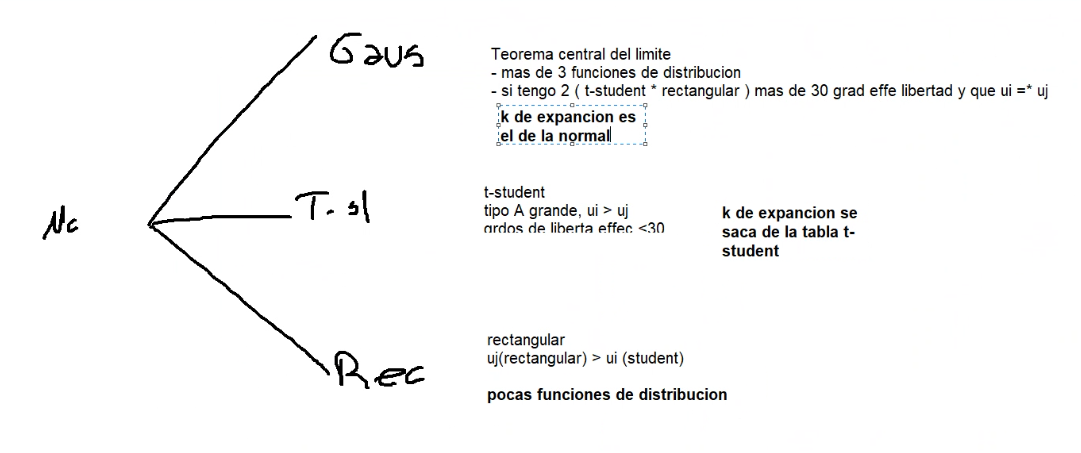 Gaus
Teorema central del limite
- mas de 3 funciones de distribucion
- si tengo 2 ( t-student * rectangular ) mas de 30 grad effe libertad y que ui =* uj
k de expancion es
el de la normal
T. st
t-student
tipo A grande, ui > uj
grdos de liberta effec <30
k de expancion se
saca de la tabla t-
student
Rec
rectangular
uj(rectangular) > ui (student)
pocas funciones de distribucion